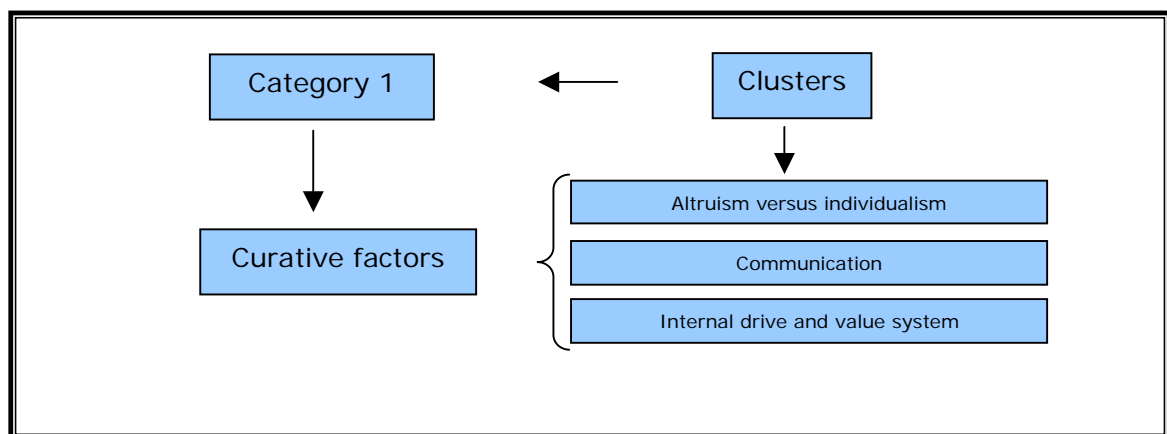 Category 1
Clusters
Altruism versus individualism
Curative factors
Communication
Internal drive and value system